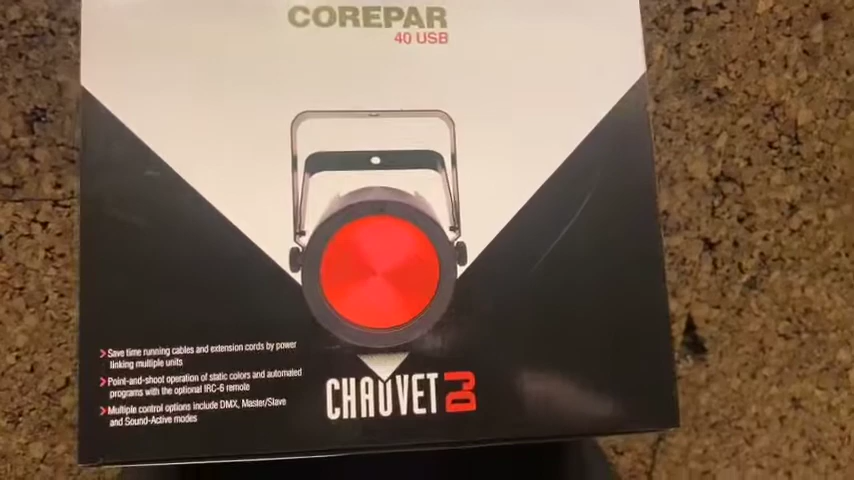 COREPAR
40 USB
Save time running cables and extension cords by power
linking multiple units
Point-and-shoot operation of static colors and automated
programs with the optional IRC-6 remote
Multiple control options include DMX, Master/Slave
and Sound-Active modes
CHAUVET DJ